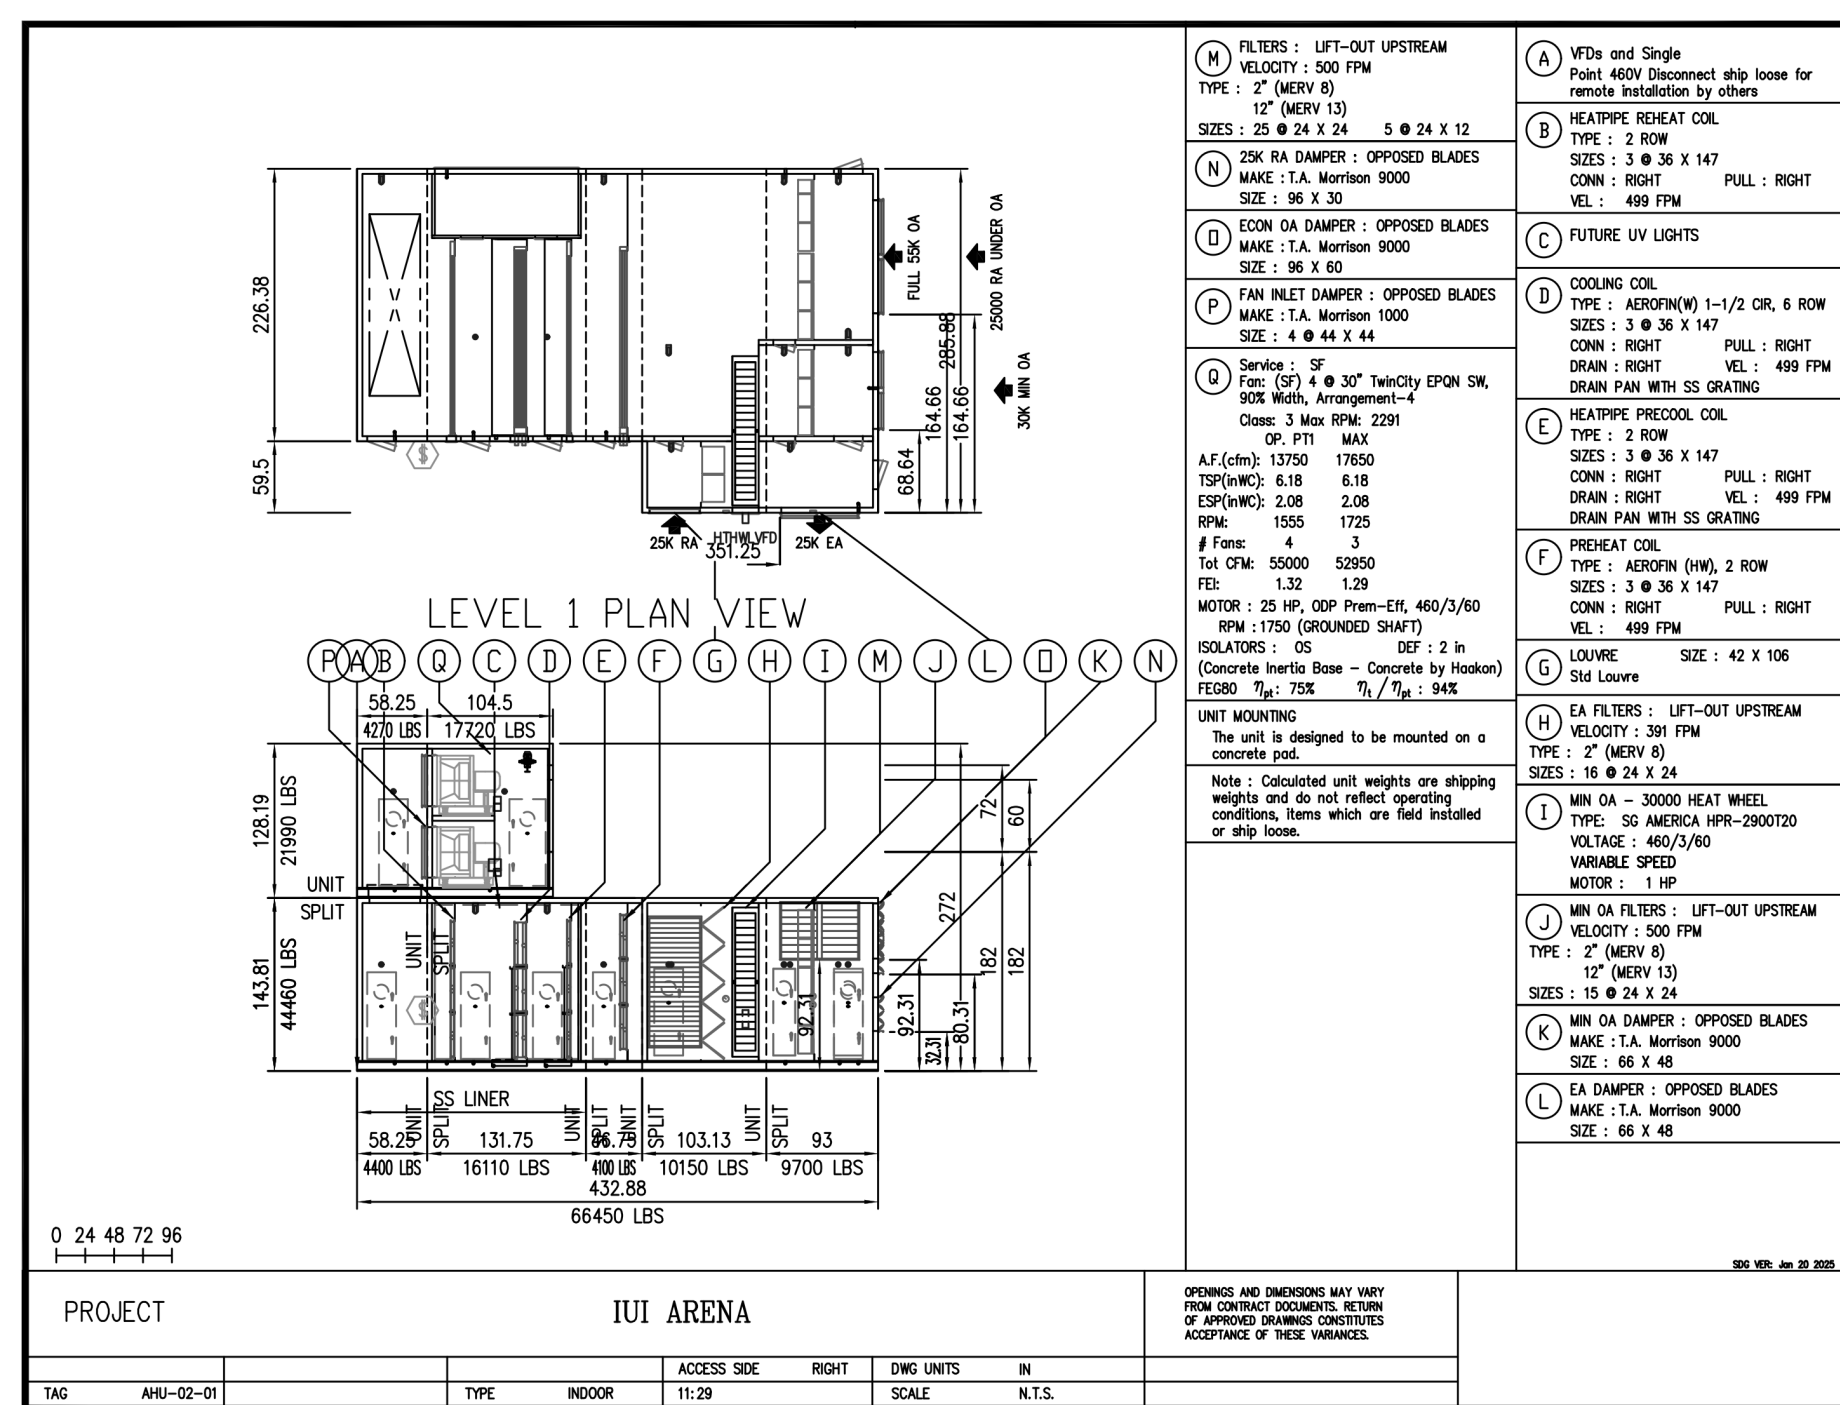 226.38
59.5
FULL 55K OA
25000 RA UNDER OA
30K MIN OA
285.88
164.66
164.66
68.64
25K RA
HTHWLVFD
25K EA
351.25
LEVEL 1 PLAN VIEW
P A B Q C D E F G H I M J L O K N
58.25 104.5
4270 LBS 17720 LBS
128.19
21990 LBS
UNIT
SPLIT
143.81
44460 LBS
UNIT
SPLIT
72
60
272
182
182
92.31
92.31
80.31
32.31
SS LINER
UNIT
SPLIT
UNIT
SPLIT
UNIT
SPLIT
UNIT
SPLIT
58.25 131.75 46.75 103.13 93
4400 LBS 16110 LBS 4100 LBS 10150 LBS 9700 LBS
432.88
66450 LBS
0 24 48 72 96
M FILTERS : LIFT-OUT UPSTREAM
VELOCITY : 500 FPM
TYPE : 2" (MERV 8)
12" (MERV 13)
SIZES : 25 @ 24 X 24 5 @ 24 X 12
N 25K RA DAMPER : OPPOSED BLADES
MAKE : T.A. Morrison 9000
SIZE : 96 X 30
O ECON OA DAMPER : OPPOSED BLADES
MAKE : T.A. Morrison 9000
SIZE : 96 X 60
P FAN INLET DAMPER : OPPOSED BLADES
MAKE : T.A. Morrison 1000
SIZE : 4 @ 44 X 44
Q Service : SF
Fan: (SF) 4 @ 30" TwinCity EPQN SW,
90% Width, Arrangement-4
Class: 3 Max RPM: 2291
OP. PT1 MAX
A.F.(cfm): 13750 17650
TSP(inWC): 6.18 6.18
ESP(inWC): 2.08 2.08
RPM: 1555 1725
# Fans: 4 3
Tot CFM: 55000 52950
FEI: 1.32 1.29
MOTOR : 25 HP, ODP Prem-Eff, 460/3/60
RPM : 1750 (GROUNDED SHAFT)
ISOLATORS : OS DEF : 2 in
(Concrete Inertia Base - Concrete by Haakon)
FEG80 ηpt: 75% ηt / ηpt : 94%
UNIT MOUNTING
The unit is designed to be mounted on a
concrete pad.
Note : Calculated unit weights are shipping
weights and do not reflect operating
conditions, items which are field installed
or ship loose.
A VFDs and Single
Point 460V Disconnect ship loose for
remote installation by others
B HEATPIPE REHEAT COIL
TYPE : 2 ROW
SIZES : 3 @ 36 X 147
CONN : RIGHT PULL : RIGHT
VEL : 499 FPM
C FUTURE UV LIGHTS
D COOLING COIL
TYPE : AEROFIN(W) 1-1/2 CIR, 6 ROW
SIZES : 3 @ 36 X 147
CONN : RIGHT PULL : RIGHT
DRAIN : RIGHT VEL : 499 FPM
DRAIN PAN WITH SS GRATING
E HEATPIPE PRECOOL COIL
TYPE : 2 ROW
SIZES : 3 @ 36 X 147
CONN : RIGHT PULL : RIGHT
DRAIN : RIGHT VEL : 499 FPM
DRAIN PAN WITH SS GRATING
F PREHEAT COIL
TYPE : AEROFIN (HW), 2 ROW
SIZES : 3 @ 36 X 147
CONN : RIGHT PULL : RIGHT
VEL : 499 FPM
G LOUVRE SIZE : 42 X 106
Std Louvre
H EA FILTERS : LIFT-OUT UPSTREAM
VELOCITY : 391 FPM
TYPE : 2" (MERV 8)
SIZES : 16 @ 24 X 24
I MIN OA - 30000 HEAT WHEEL
TYPE: SG AMERICA HPR-2900T20
VOLTAGE : 460/3/60
VARIABLE SPEED
MOTOR : 1 HP
J MIN OA FILTERS : LIFT-OUT UPSTREAM
VELOCITY : 500 FPM
TYPE : 2" (MERV 8)
12" (MERV 13)
SIZES : 15 @ 24 X 24
K MIN OA DAMPER : OPPOSED BLADES
MAKE : T.A. Morrison 9000
SIZE : 66 X 48
L EA DAMPER : OPPOSED BLADES
MAKE : T.A. Morrison 9000
SIZE : 66 X 48
SDG VER: Jan 20 2025
PROJECT IUI ARENA
OPENINGS AND DIMENSIONS MAY VARY
FROM CONTRACT DOCUMENTS. RETURN
OF APPROVED DRAWINGS CONSTITUTES
ACCEPTANCE OF THESE VARIANCES.
ACCESS SIDE RIGHT DWG UNITS IN
TAG AHU-02-01 TYPE INDOOR 11:29 SCALE N.T.S.